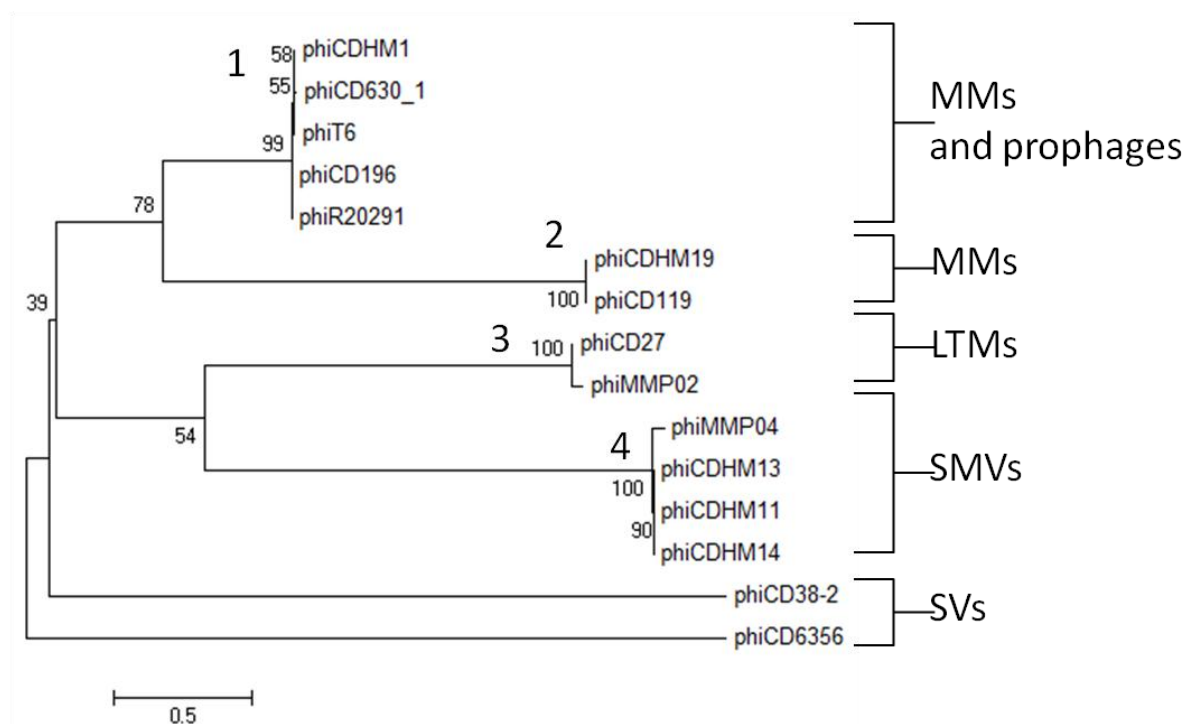 1
58
phiCDHM1
55
phiCD630_1
99
phiT6
phiCD196
phiR20291
MMs
and prophages
78
2
phiCDHM19
100
phiCD119
MMs
39
3
100
phiCD27
phiMMP02
LTMs
54
4
phiMMP04
phiCDHM13
100
phiCDHM11
90
phiCDHM14
SMVs
phiCD38-2
phiCD6356
SVs
0.5